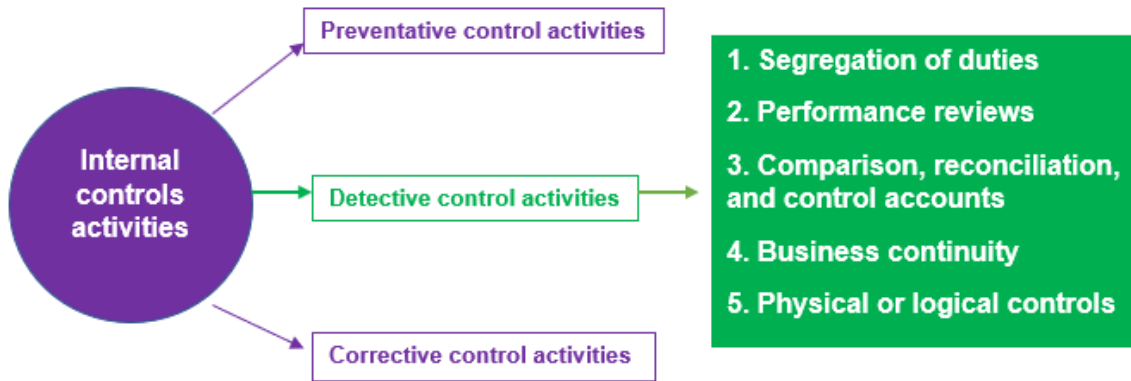 Preventative control activities
Internal
controls
activities
Detective control activities
Corrective control activities
1. Segregation of duties
2. Performance reviews
3. Comparison, reconciliation,
and control accounts
4. Business continuity
5. Physical or logical controls